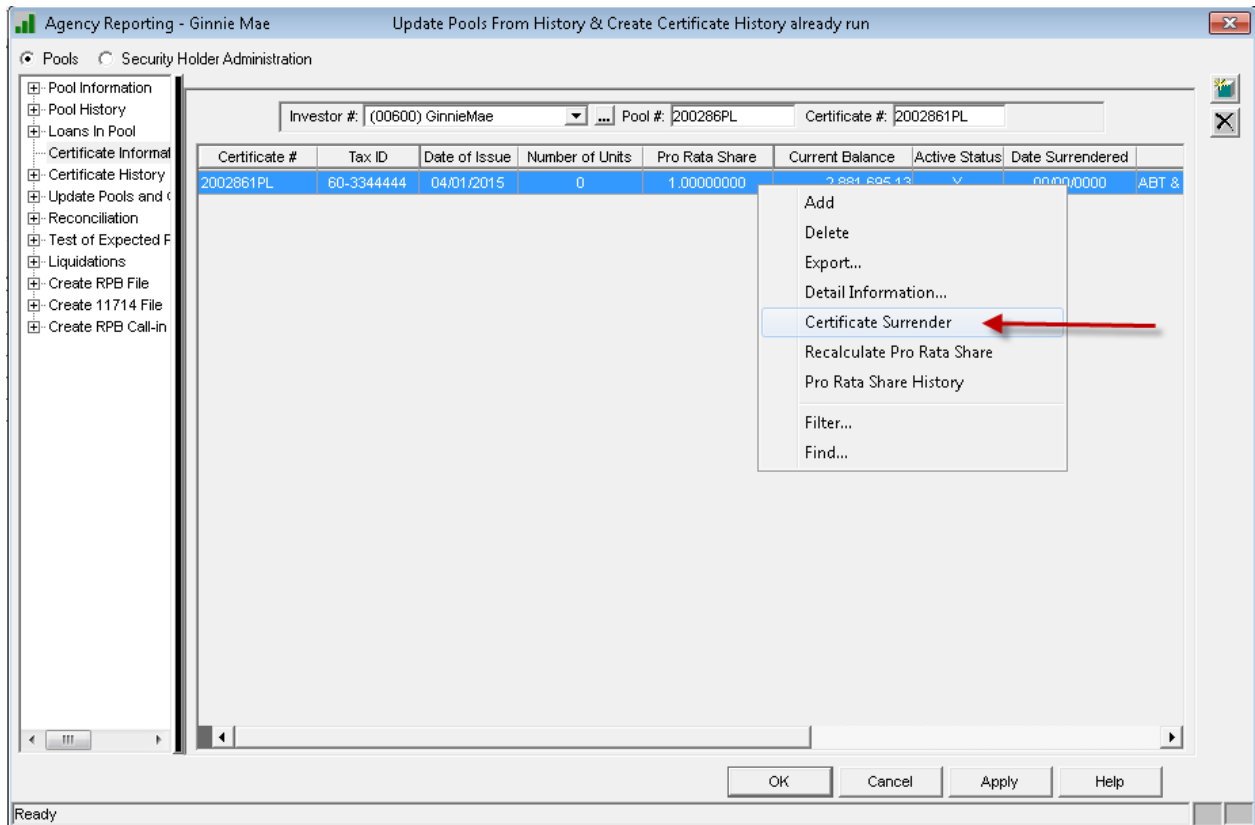 Agency Reporting - Ginnie Mae Update Pools From History & Create Certificate History already run
Pools Security Holder Administration
Pool Information
Pool History
Loans In Pool
Certificate Informat
Certificate History
Update Pools and
Reconciliation
Test of Expected
Liquidations
Create RPB File
Create 11714 File
Create RPB Call-in
Investor #: (00600) GinnieMae ... Pool #: 200286PL Certificate #: 2002861PL
Certificate # Tax ID Date of Issue Number of Units Pro Rata Share Current Balance Active Status Date Surrendered
2002861PL 60-3344444 04/01/2015 0 1.00000000 2,881,695.13 Y 00/00/0000 ABT &
Add
Delete
Export...
Detail Information...
Certificate Surrender
Recalculate Pro Rata Share
Pro Rata Share History
Filter...
Find...
OK Cancel Apply Help
Ready